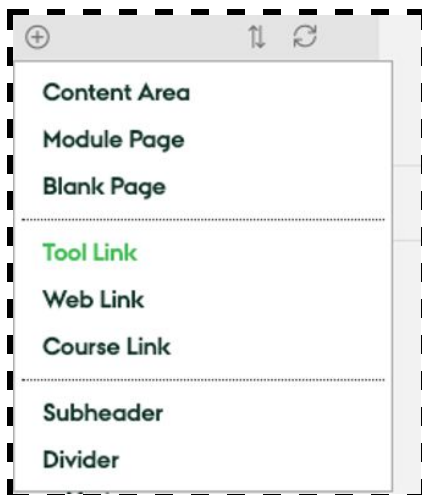 Content Area
Module Page
Blank Page
Tool Link
Web Link
Course Link
Subheader
Divider